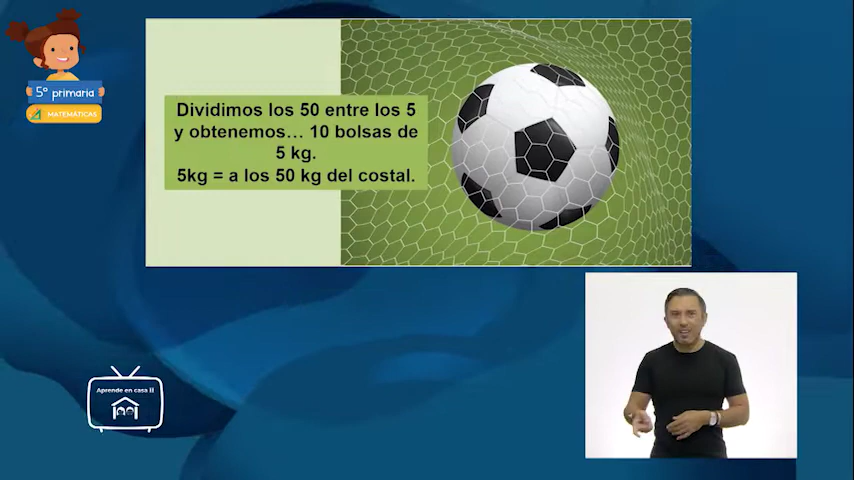 5° primaria
MATEMÁTICAS
Dividimos los 50 entre los 5
y obtenemos... 10 bolsas de
5 kg.
5kg = a los 50 kg del costal.
Aprende en casa II